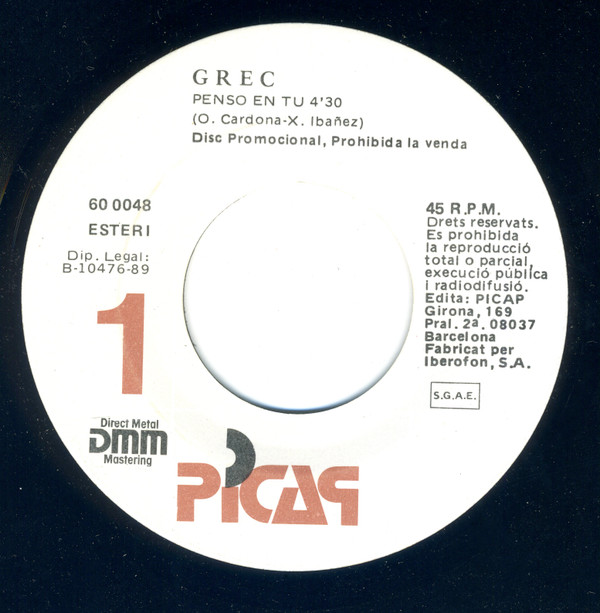 GREC
PENSO EN TU 4'30
(O. Cardona-X. Ibañez)
Disc Promocional, Prohibida la venda
60 0048
ESTERI
Dip. Legal:
B-10476-89
1
Direct Metal
DMM
Mastering
PICAP
45 R.P.M.
Drets reservats.
Es prohibida
la reproducció
total o parcial,
execució pública
i radiodifusió.
Edita: PICAP
Girona, 169
Pral. 2ª. 08037
Barcelona
Fabricat per
Iberofon, S.A.
S.G.A.E.